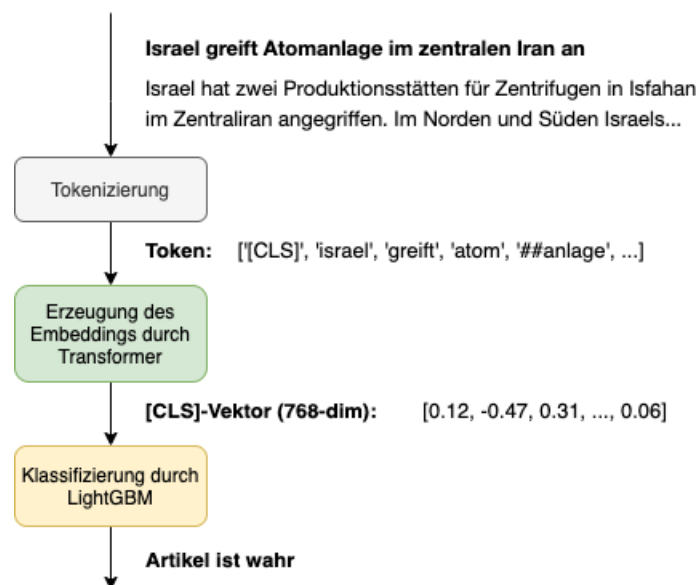 Israel greift Atomanlage im zentralen Iran an
Israel hat zwei Produktionsstätten für Zentrifugen in Isfahan
im Zentraliran angegriffen. Im Norden und Süden Israels...
Tokenizierung
Token: ['[CLS]', 'israel', 'greift', 'atom', '##anlage', ...]
Erzeugung des
Embeddings durch
Transformer
[CLS]-Vektor (768-dim): [0.12, -0.47, 0.31, ..., 0.06]
Klassifizierung durch
LightGBM
Artikel ist wahr